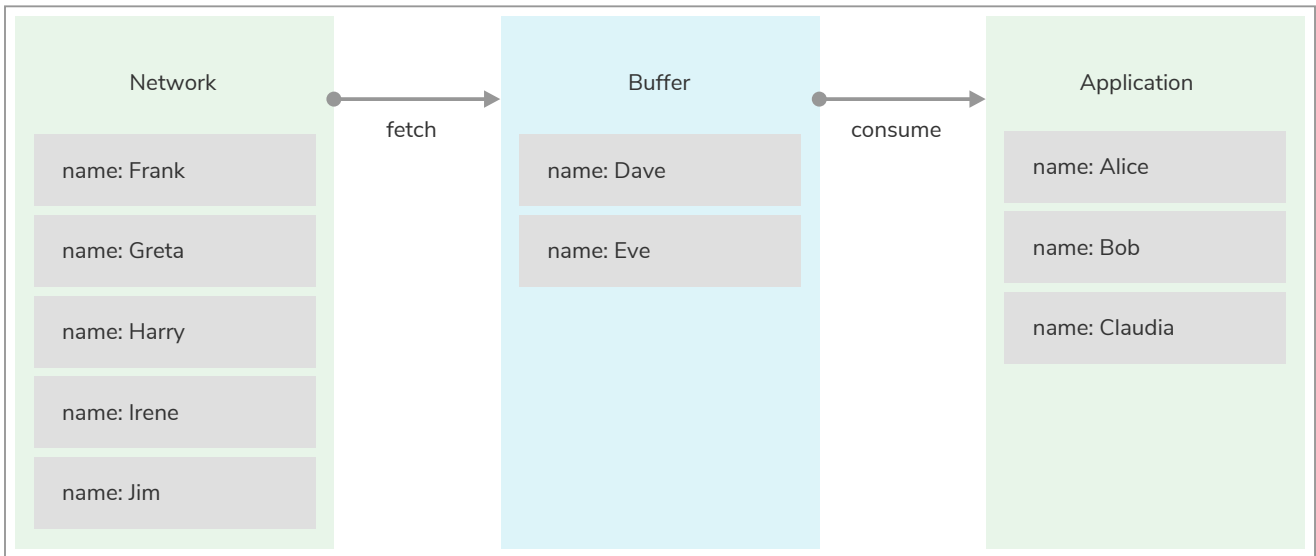 Network
fetch
Buffer
consume
Application
name: Frank
name: Greta
name: Harry
name: Irene
name: Jim
name: Dave
name: Eve
name: Alice
name: Bob
name: Claudia